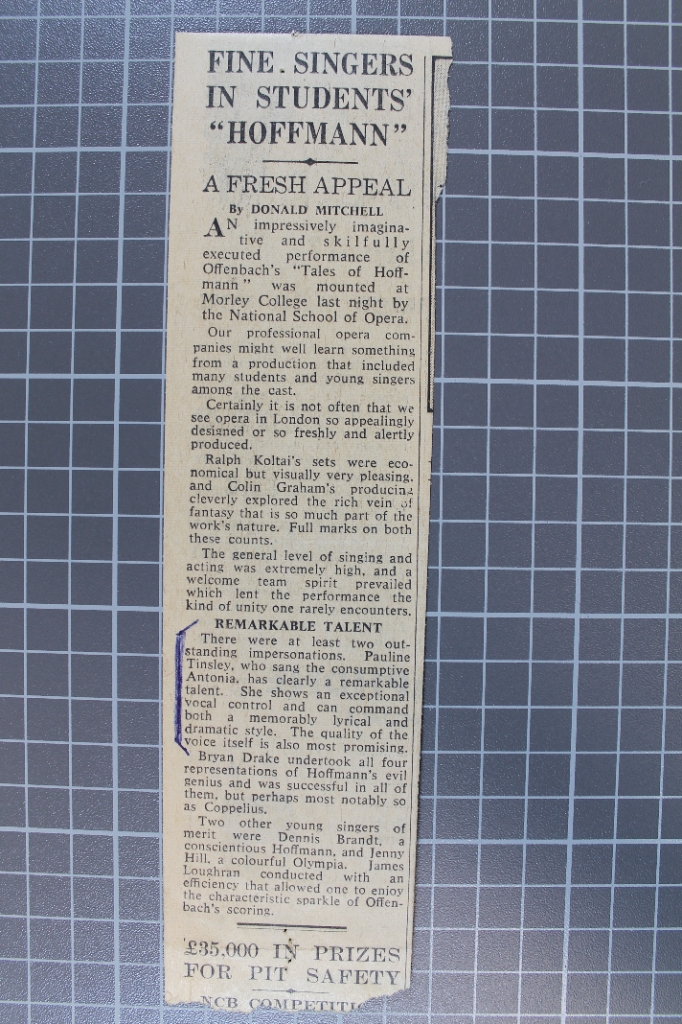 FINE SINGERS
IN STUDENTS'
"HOFFMANN"
A FRESH APPEAL
By DONALD MITCHELL
AN impressively imagina-
tive and skilfully
executed performance of
Offenbach's "Tales of Hoff-
mann" was mounted at
Morley College last night by
the National School of Opera.
Our professional opera com-
panies might well learn something
from a production that included
many students and young singers
among the cast.
Certainly it is not often that we
see opera in London so appealingly
designed or so freshly and alertly
produced.
Ralph Koltai's sets were eco-
nomical but visually very pleasing,
and Colin Graham's producing
cleverly explored the rich vein of
fantasy that is so much part of the
work's nature. Full marks on both
these counts.
The general level of singing and
acting was extremely high, and a
welcome team spirit prevailed
which lent the performance the
kind of unity one rarely encounters.
REMARKABLE TALENT
There were at least two out-
standing impersonations. Pauline
Tinsley, who sang the consumptive
Antonia, has clearly a remarkable
talent. She shows an exceptional
vocal control and can command
both a memorably lyrical and
dramatic style. The quality of the
voice itself is also most promising.
Bryan Drake undertook all four
representations of Hoffmann's evil
genius and was successful in all of
them, but perhaps most notably so
as Coppelius.
Two other young singers of
merit were Dennis Brandt, a
conscientious Hoffmann, and Jenny
Hill, a colourful Olympia. James
Loughran conducted with an
efficiency that allowed one to enjoy
the characteristic sparkle of Offen-
bach's scoring.
£35,000 IN PRIZES
FOR PIT SAFETY
NCB COMPETITI